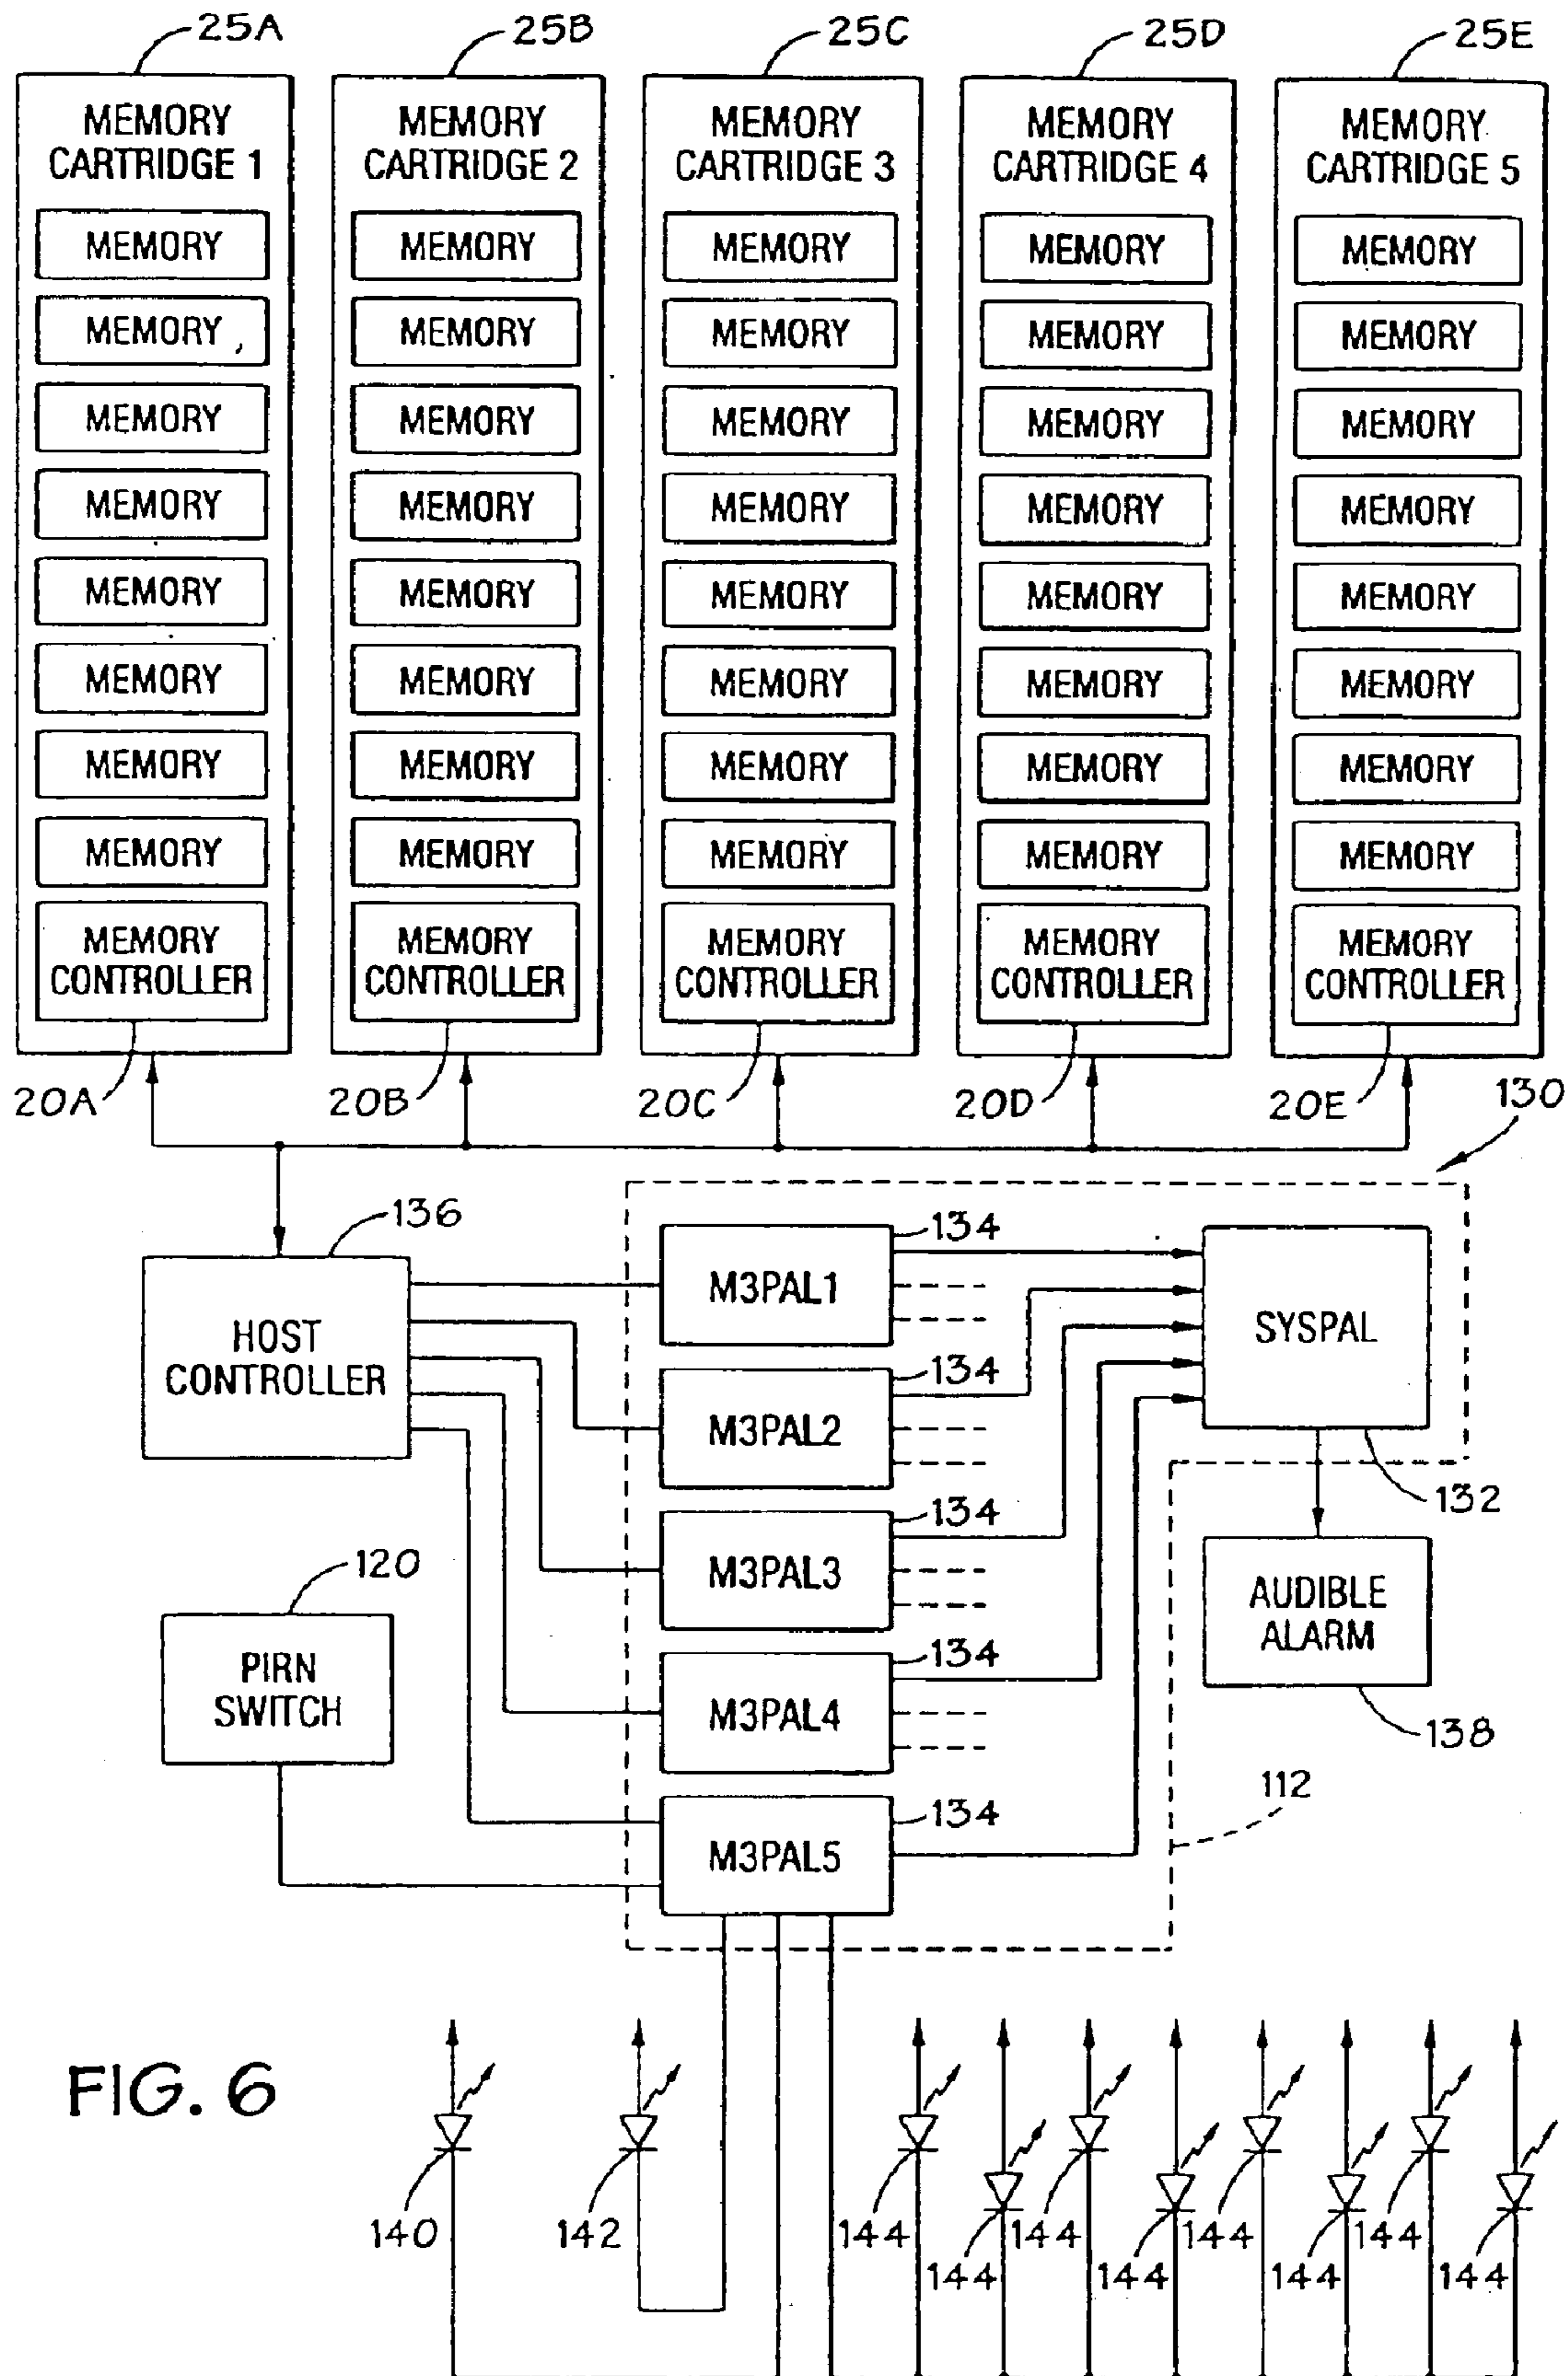 25A 25B 25C 25D 25E
MEMORY CARTRIDGE 1
MEMORY
MEMORY
MEMORY
MEMORY
MEMORY
MEMORY
MEMORY
MEMORY
MEMORY CONTROLLER
MEMORY CARTRIDGE 2
MEMORY
MEMORY
MEMORY
MEMORY
MEMORY
MEMORY
MEMORY
MEMORY
MEMORY CONTROLLER
MEMORY CARTRIDGE 3
MEMORY
MEMORY
MEMORY
MEMORY
MEMORY
MEMORY
MEMORY
MEMORY
MEMORY CONTROLLER
MEMORY CARTRIDGE 4
MEMORY
MEMORY
MEMORY
MEMORY
MEMORY
MEMORY
MEMORY
MEMORY
MEMORY CONTROLLER
MEMORY CARTRIDGE 5
MEMORY
MEMORY
MEMORY
MEMORY
MEMORY
MEMORY
MEMORY
MEMORY
MEMORY CONTROLLER
20A 20B 20C 20D 20E
130
136
HOST
CONTROLLER
134
M3PAL1
134
M3PAL2
134
M3PAL3
134
M3PAL4
134
M3PAL5
SYSPAL
132
AUDIBLE
ALARM
138
120
PIRN
SWITCH
112
FIG. 6
140 142 144 144 144 144
144 144 144 144